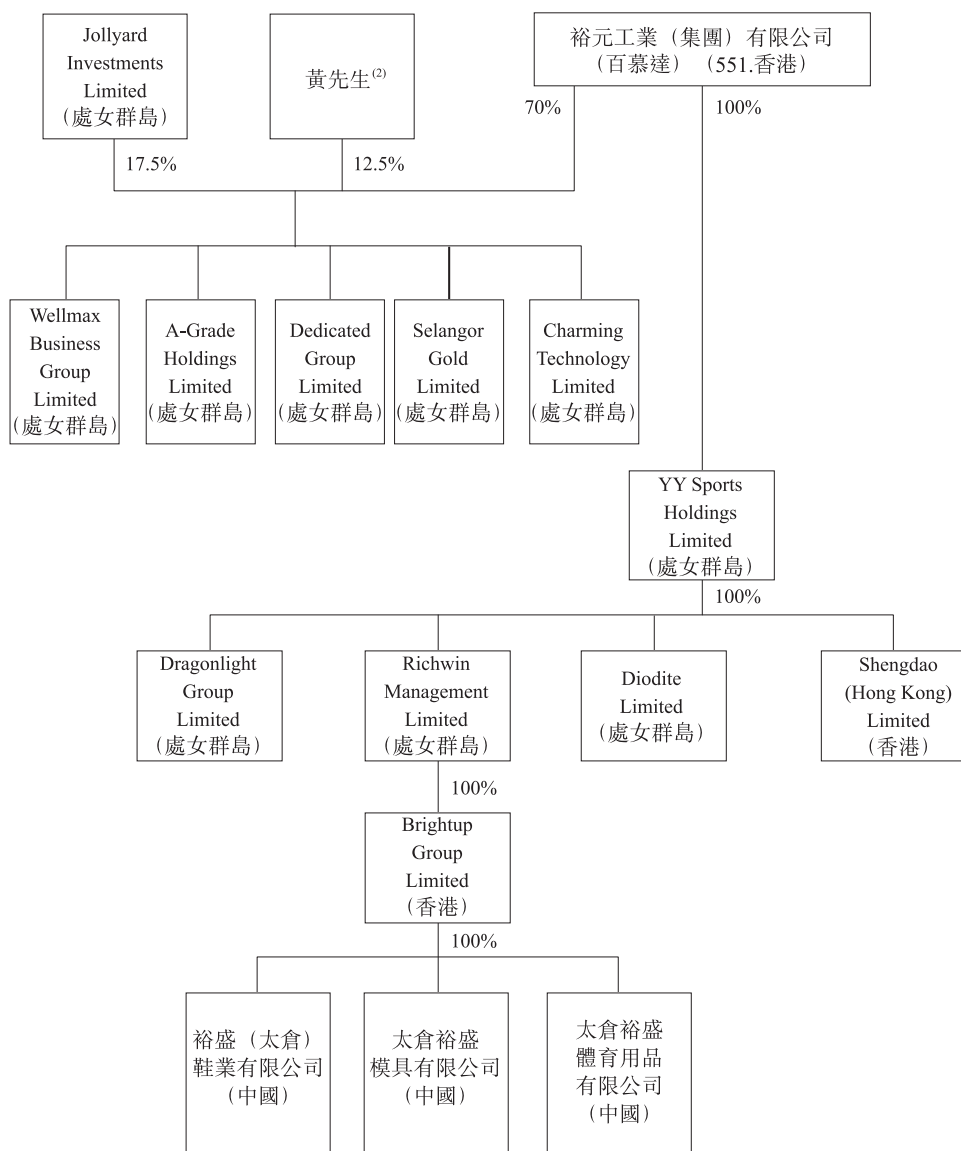 Jollyard
Investments
Limited
（處女群島）
黃先生(2)
裕元工業（集團）有限公司
（百慕達）（551.香港）
17.5%
12.5%
70%
100%
Wellmax
Business
Group
Limited
（處女群島）
A-Grade
Holdings
Limited
（處女群島）
Dedicated
Group
Limited
（處女群島）
Selangor
Gold
Limited
（處女群島）
Charming
Technology
Limited
（處女群島）
YY Sports
Holdings
Limited
（處女群島）
100%
Dragonlight
Group
Limited
（處女群島）
Richwin
Management
Limited
（處女群島）
Diodite
Limited
（處女群島）
Shengdao
(Hong Kong)
Limited
（香港）
100%
Brightup
Group
Limited
（香港）
100%
裕盛（太倉）
鞋業有限公司
（中國）
太倉裕盛
模具有限公司
（中國）
太倉裕盛
體育用品
有限公司
（中國）